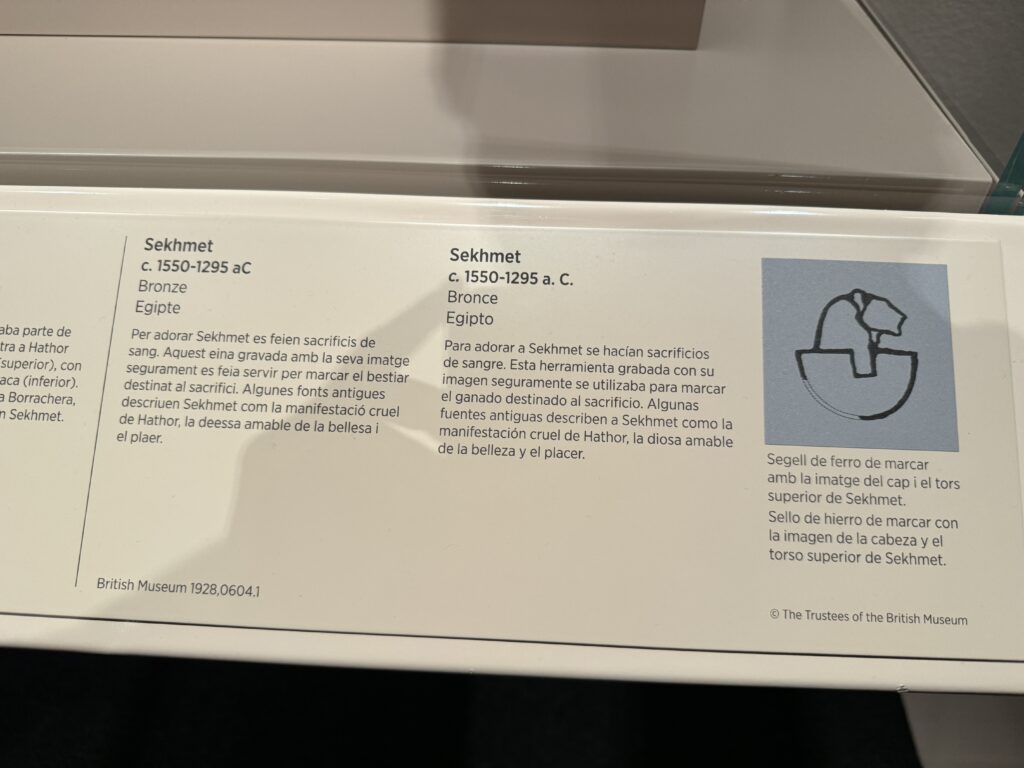 aba parte de
tra a Hathor
(superior), con
aca (inferior).
a Borrachera,
n Sekhmet.
Sekhmet
c. 1550-1295 aC
Bronze
Egipte
Per adorar Sekhmet es feien sacrificis de
sang. Aquest eina gravada amb la seva imatge
segurament es feia servir per marcar el bestiar
destinat al sacrifici. Algunes fonts antigues
descriuen Sekhmet com la manifestació cruel
de Hathor, la deessa amable de la bellesa i
el plaer.
British Museum 1928,0604.1
Sekhmet
c. 1550-1295 a. C.
Bronce
Egipto
Para adorar a Sekhmet se hacían sacrificios
de sangre. Esta herramienta grabada con su
imagen seguramente se utilizaba para marcar
el ganado destinado al sacrificio. Algunas
fuentes antiguas describen a Sekhmet como la
manifestación cruel de Hathor, la diosa amable
de la belleza y el placer.
Segell de ferro de marcar
amb la imatge del cap i el tors
superior de Sekhmet.
Sello de hierro de marcar con
la imagen de la cabeza y el
torso superior de Sekhmet.
© The Trustees of the British Museum